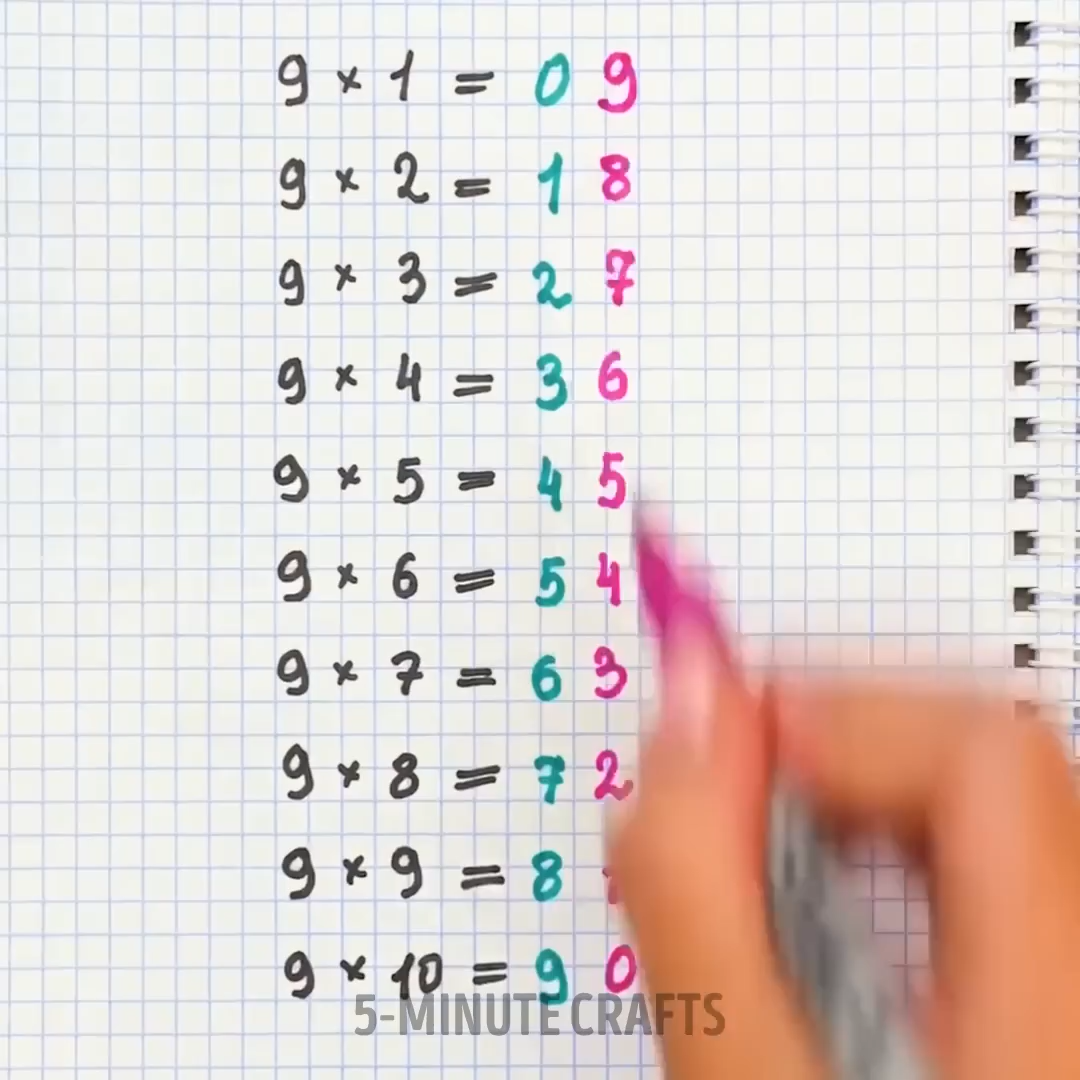 9 × 1 = 0 9
9 × 2 = 1 8
9 × 3 = 2 7
9 × 4 = 3 6
9 × 5 = 4 5
9 × 6 = 5 4
9 × 7 = 6 3
9 × 8 = 7 2
9 × 9 = 8
9 × 10 = 9 0
5-MINUTE CRAFTS